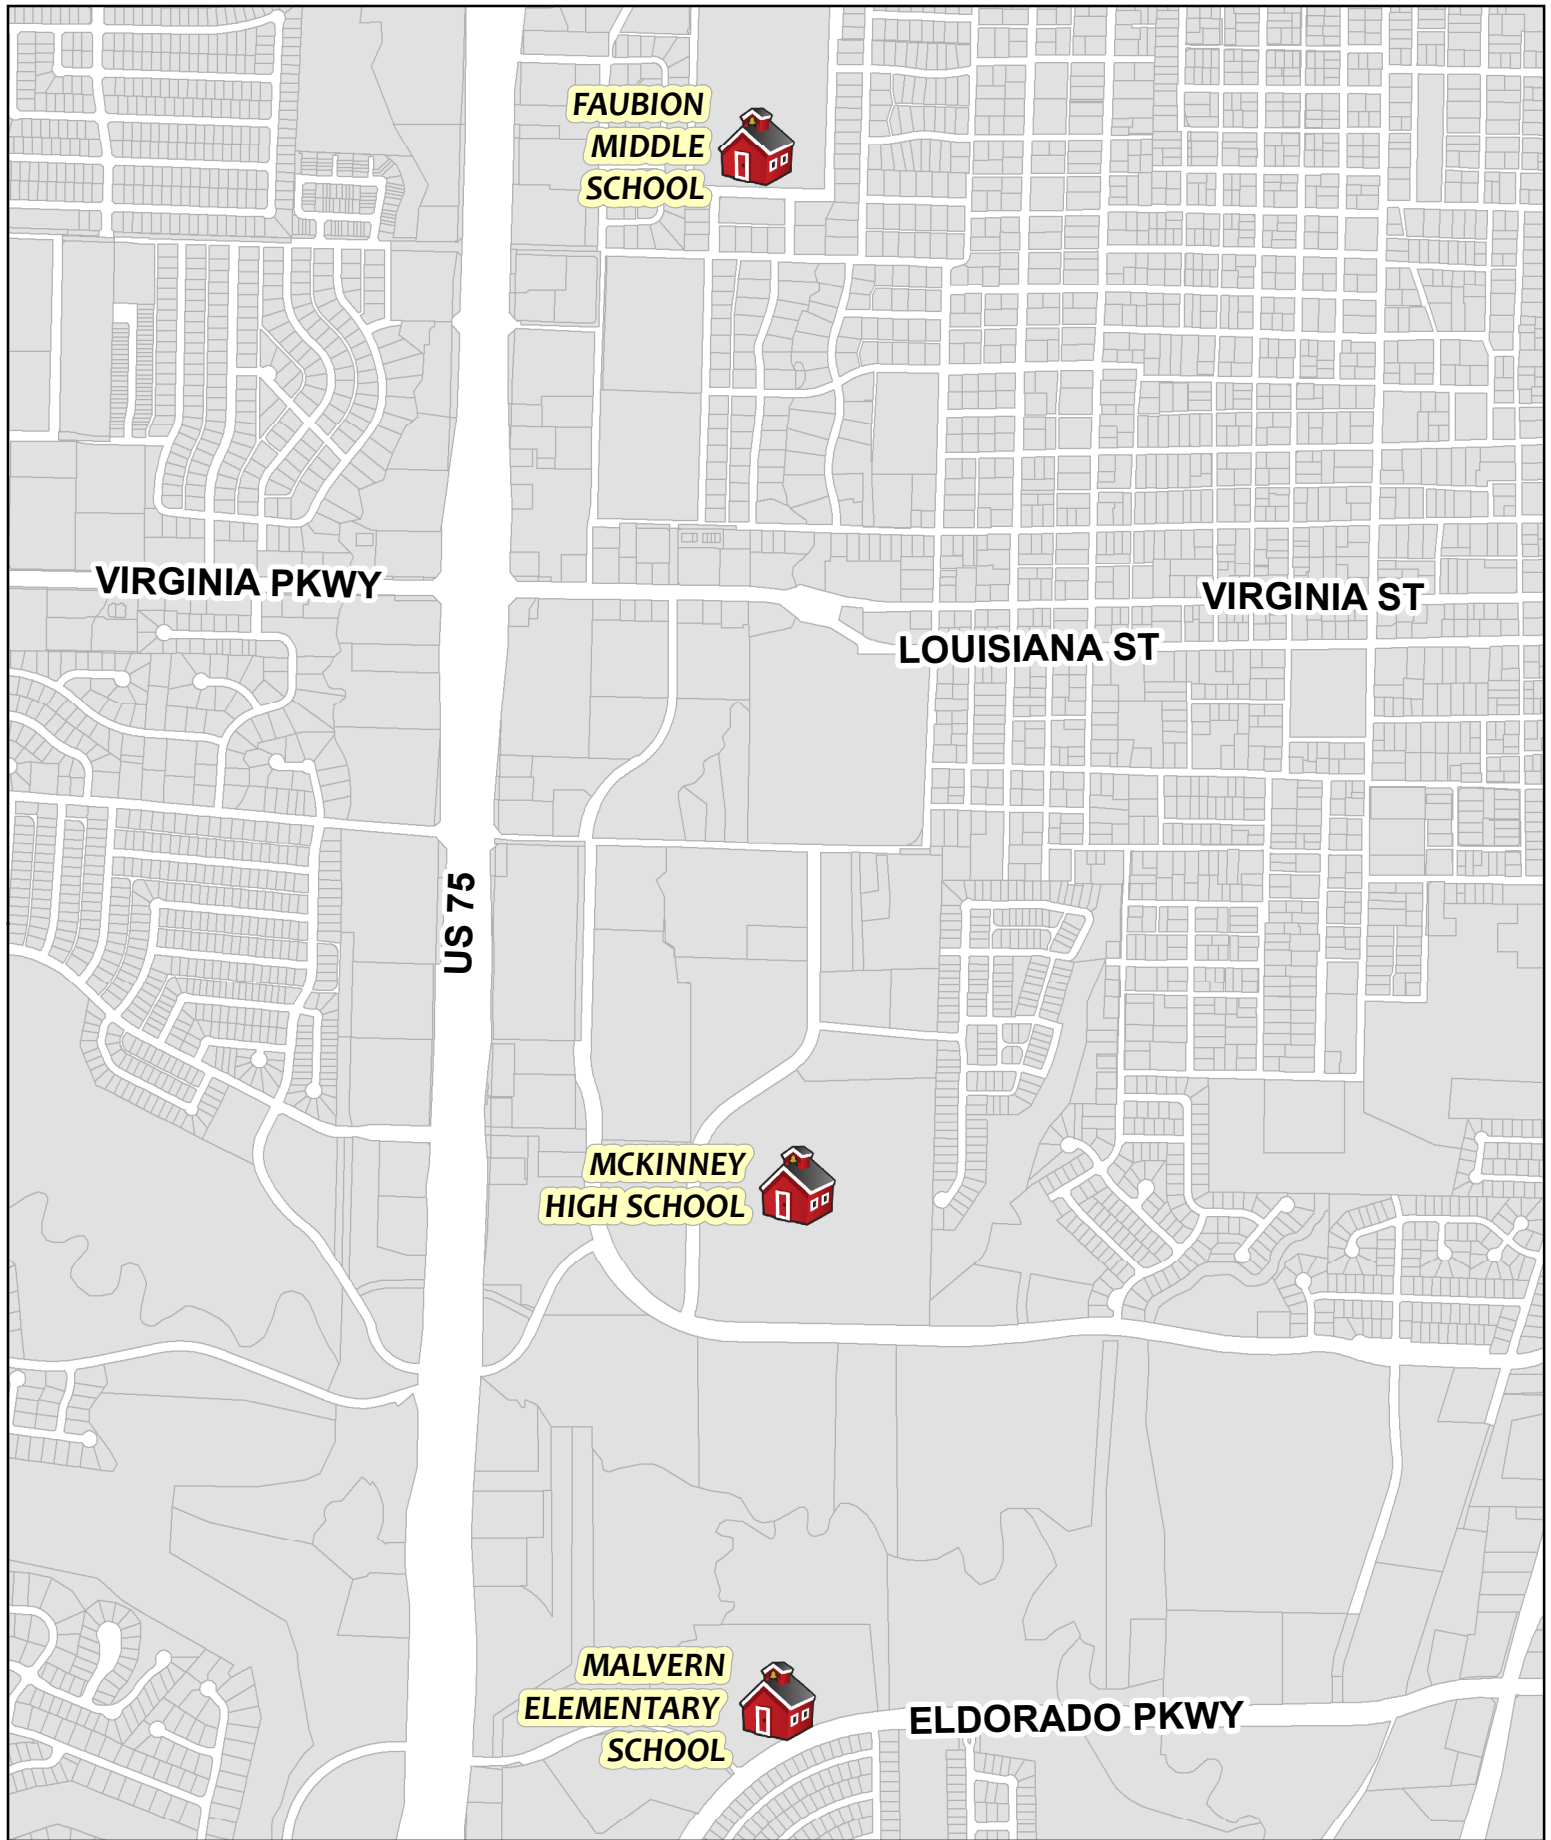 FAUBION
MIDDLE
SCHOOL
VIRGINIA PKWY
VIRGINIA ST
LOUISIANA ST
US 75
MCKINNEY
HIGH SCHOOL
MALVERN
ELEMENTARY
SCHOOL
ELDORADO PKWY